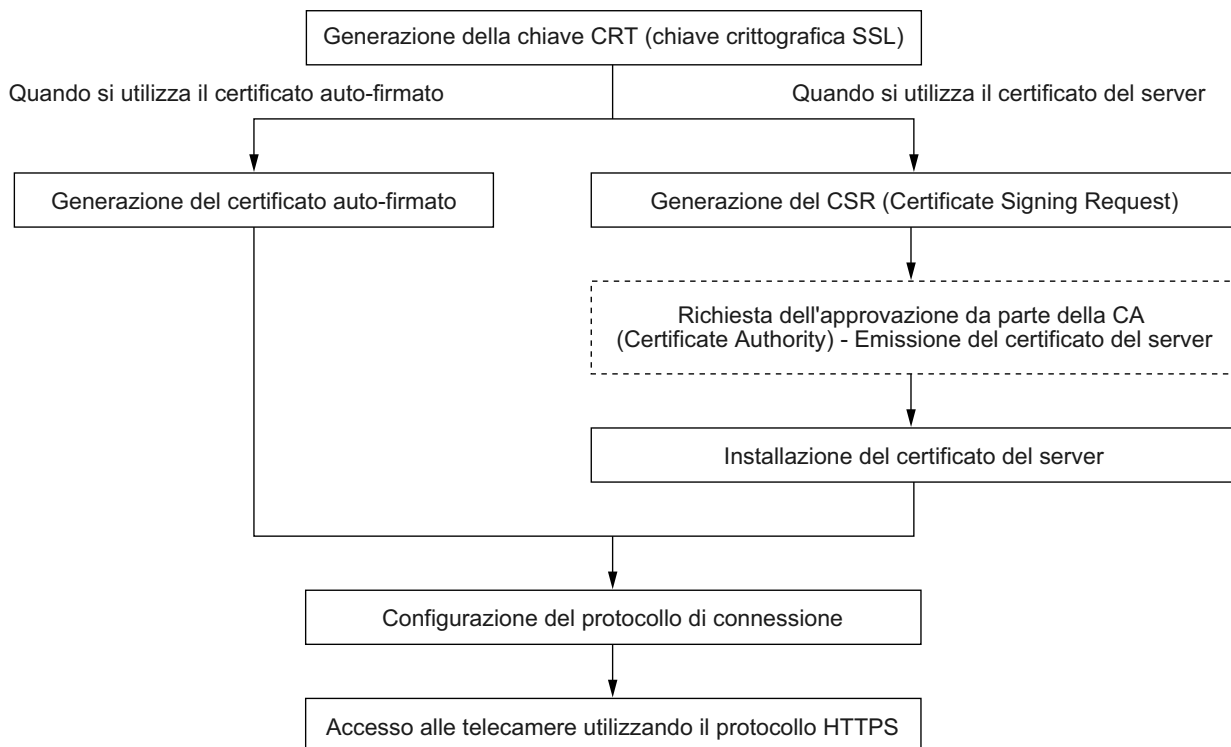 Generazione della chiave CRT (chiave crittografica SSL)
Quando si utilizza il certificato auto-firmato
Quando si utilizza il certificato del server
Generazione del certificato auto-firmato
Generazione del CSR (Certificate Signing Request)
Richiesta dell'approvazione da parte della CA
(Certificate Authority) - Emissione del certificato del server
Installazione del certificato del server
Configurazione del protocollo di connessione
Accesso alle telecamere utilizzando il protocollo HTTPS